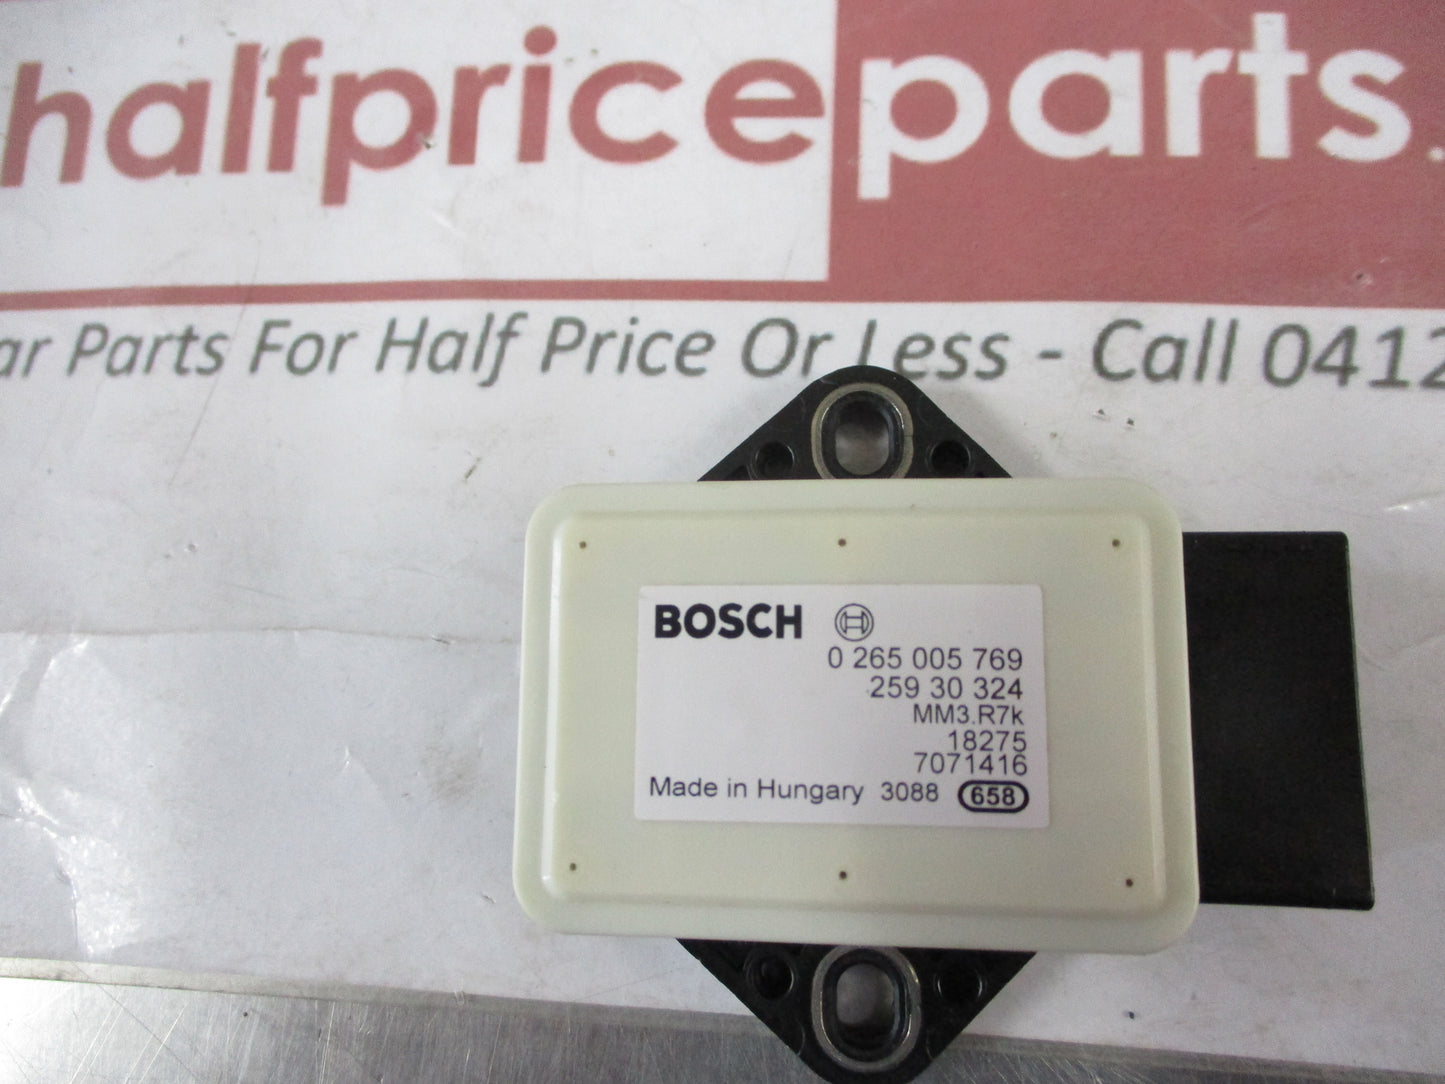 halfpriceparts.
ar Parts For Half Price Or Less - Call 0412
BOSCH
0 265 005 769
259 30 324
MM3.R7k
18275
7071416
Made in Hungary 3088 658